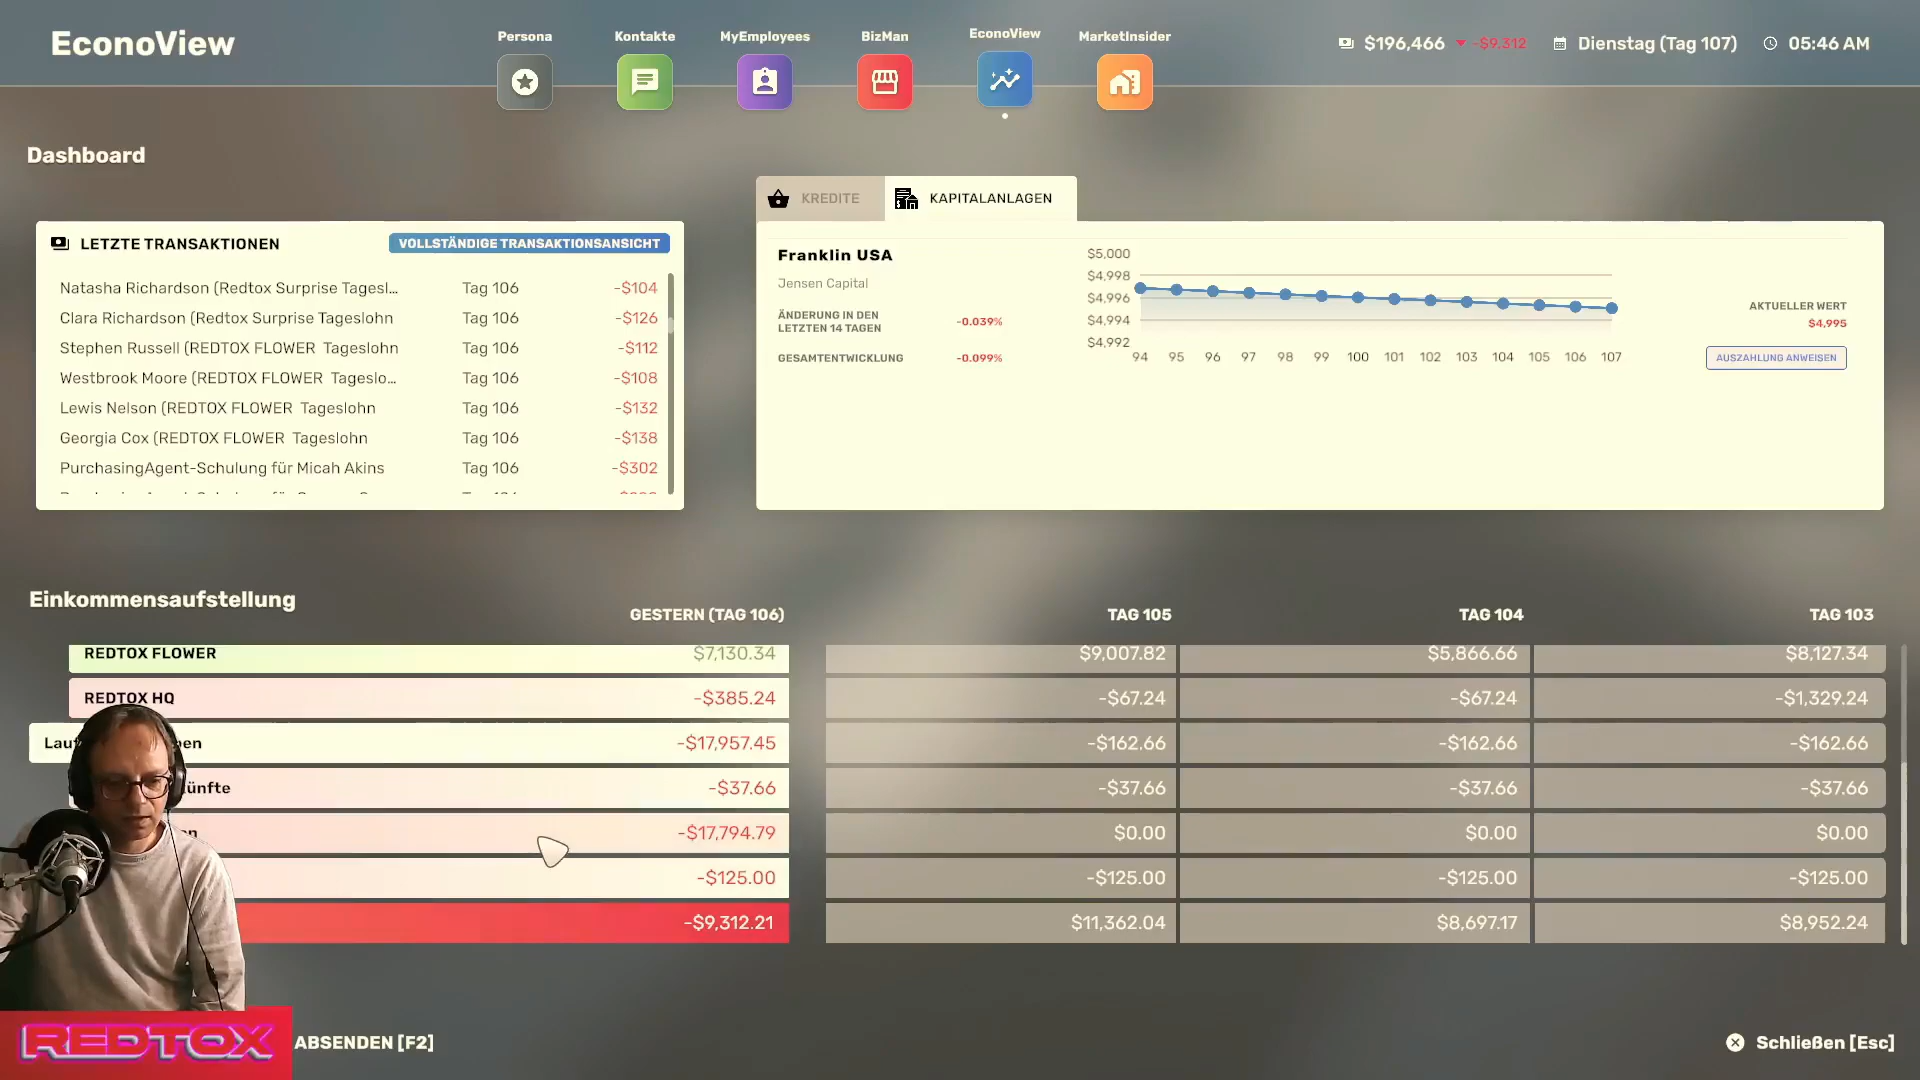 EconoView
Persona
Kontakte
MyEmployees
BizMan
EconoView
MarketInsider
$196,466 -$9,312 Dienstag (Tag 107) 05:46 AM
Dashboard
LETZTE TRANSAKTIONEN VOLLSTÄNDIGE TRANSAKTIONSANSICHT
Natasha Richardson (Redtox Surprise Tagesl... Tag 106 -$104
Clara Richardson (Redtox Surprise Tageslohn Tag 106 -$126
Stephen Russell (REDTOX FLOWER Tageslohn Tag 106 -$112
Westbrook Moore (REDTOX FLOWER Tageslo... Tag 106 -$108
Lewis Nelson (REDTOX FLOWER Tageslohn Tag 106 -$132
Georgia Cox (REDTOX FLOWER Tageslohn Tag 106 -$138
PurchasingAgent-Schulung für Micah Akins Tag 106 -$302
KREDITE KAPITALANLAGEN
Franklin USA
Jensen Capital
ÄNDERUNG IN DEN
LETZTEN 14 TAGEN -0.039%
GESAMTENTWICKLUNG -0.099%
$5,000
$4,998
$4,996
$4,994
$4,992
94 95 96 97 98 99 100 101 102 103 104 105 106 107
AKTUELLER WERT
$4,995
AUSZAHLUNG ANWEISEN
Einkommensaufstellung
GESTERN (TAG 106) TAG 105 TAG 104 TAG 103
REDTOX FLOWER $7,130.34 $9,007.82 $5,866.66 $8,127.34
REDTOX HQ -$385.24 -$67.24 -$67.24 -$1,329.24
-$17,957.45 -$162.66 -$162.66 -$162.66
-$37.66 -$37.66 -$37.66 -$37.66
-$17,794.79 $0.00 $0.00 $0.00
-$125.00 -$125.00 -$125.00 -$125.00
-$9,312.21 $11,362.04 $8,697.17 $8,952.24
REDTOX
ABSENDEN [F2]
Schließen [Esc]